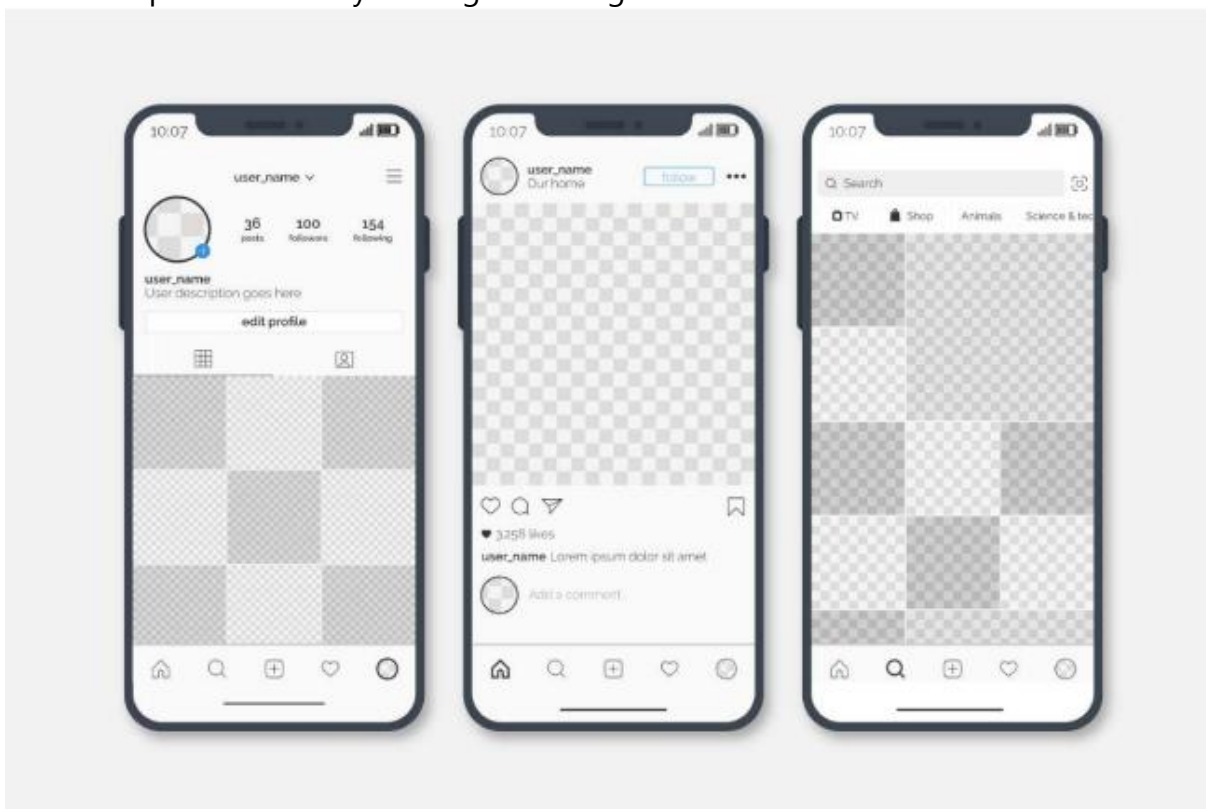 10:07
user_name
36 100 154
posts followers following
user_name
User description goes here
edit profile
10:07
user_name
Our home
follow
3,258 likes
user_name Lorem ipsum dolor sit amet
Add a comment
10:07
Search
TV Shop Animals Science & tec